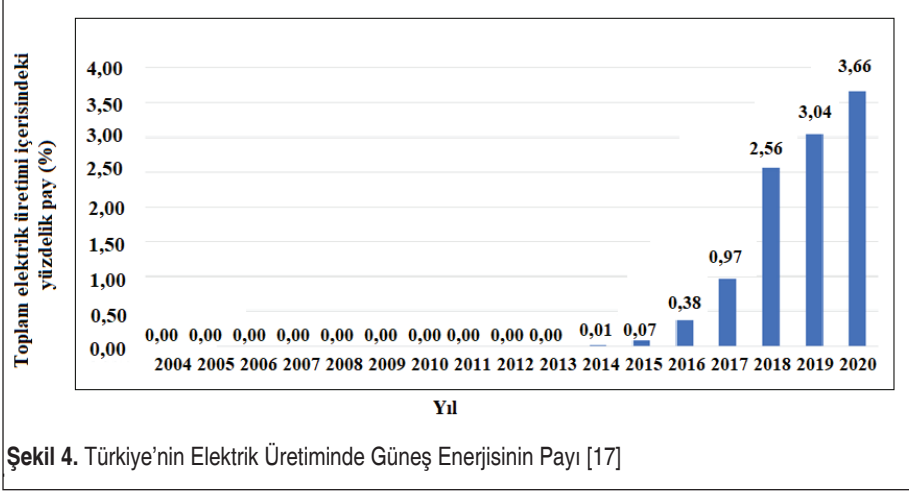 Toplam elektrik üretimi içerisindeki
yüzdelik pay (%)
4,00
3,50
3,00
2,50
2,00
1,50
1,00
0,50
0,00
0,00 0,00 0,00 0,00 0,00 0,00 0,00 0,00 0,00 0,00 0,01 0,07 0,38 0,97 2,56 3,04 3,66
2004 2005 2006 2007 2008 2009 2010 2011 2012 2013 2014 2015 2016 2017 2018 2019 2020
Yıl
Şekil 4. Türkiye'nin Elektrik Üretiminde Güneş Enerjisinin Payı [17]